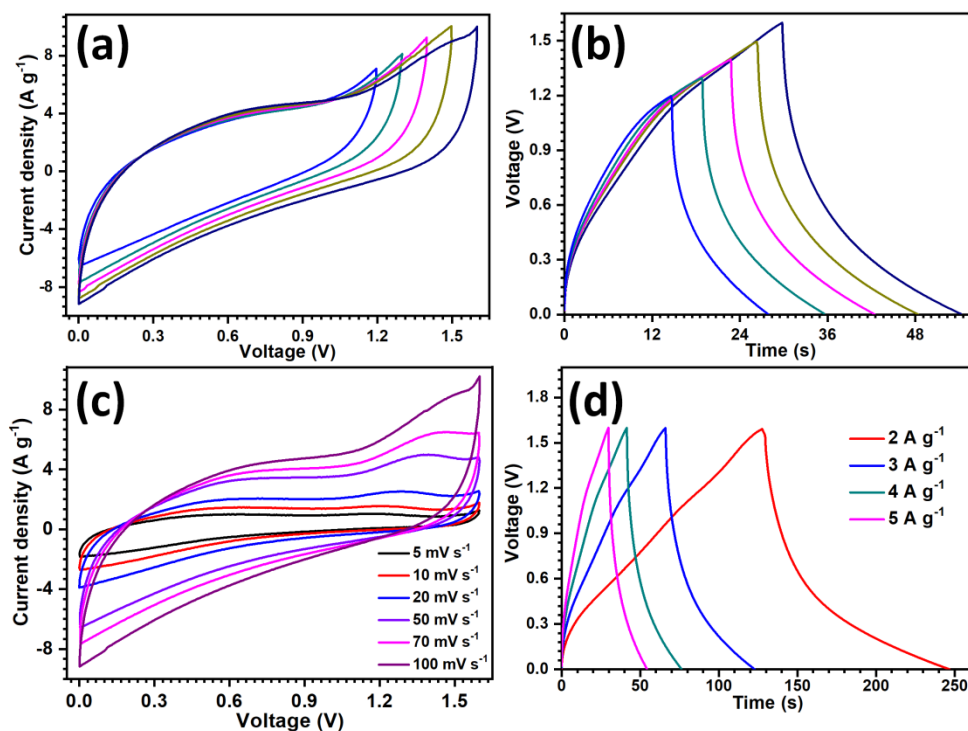 (a)
8
4
0
-4
-8
Current density (A g-1)
0.0 0.3 0.6 0.9 1.2 1.5
Voltage (V)
(b)
1.5
1.2
0.9
0.6
0.3
0.0
Voltage (V)
0 12 24 36 48
Time (s)
(c)
8
4
0
-4
-8
Current density (A g-1)
5 mV s-1
10 mV s-1
20 mV s-1
50 mV s-1
70 mV s-1
100 mV s-1
0.0 0.3 0.6 0.9 1.2 1.5
Voltage (V)
(d)
1.8
1.5
1.2
0.9
0.6
0.3
0.0
Voltage (V)
2 A g-1
3 A g-1
4 A g-1
5 A g-1
0 50 100 150 200 250
Time (s)